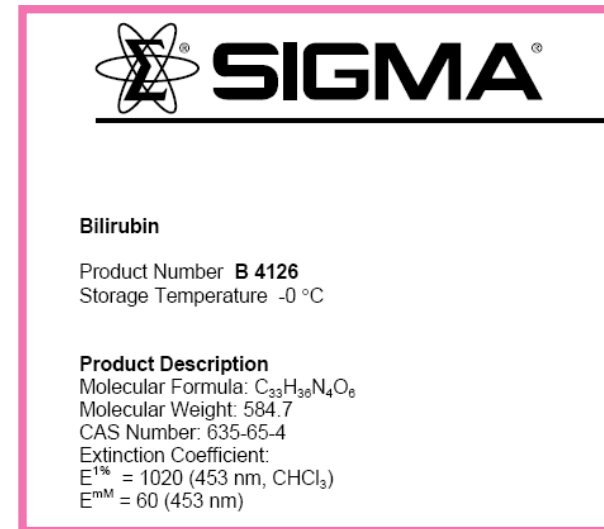 Σ® SIGMA®
Bilirubin
Product Number B 4126
Storage Temperature -0 °C
Product Description
Molecular Formula: C₃₃H₃₆N₄O₆
Molecular Weight: 584.7
CAS Number: 635-65-4
Extinction Coefficient:
E¹% = 1020 (453 nm, CHCl₃)
Eᵐᴹ = 60 (453 nm)